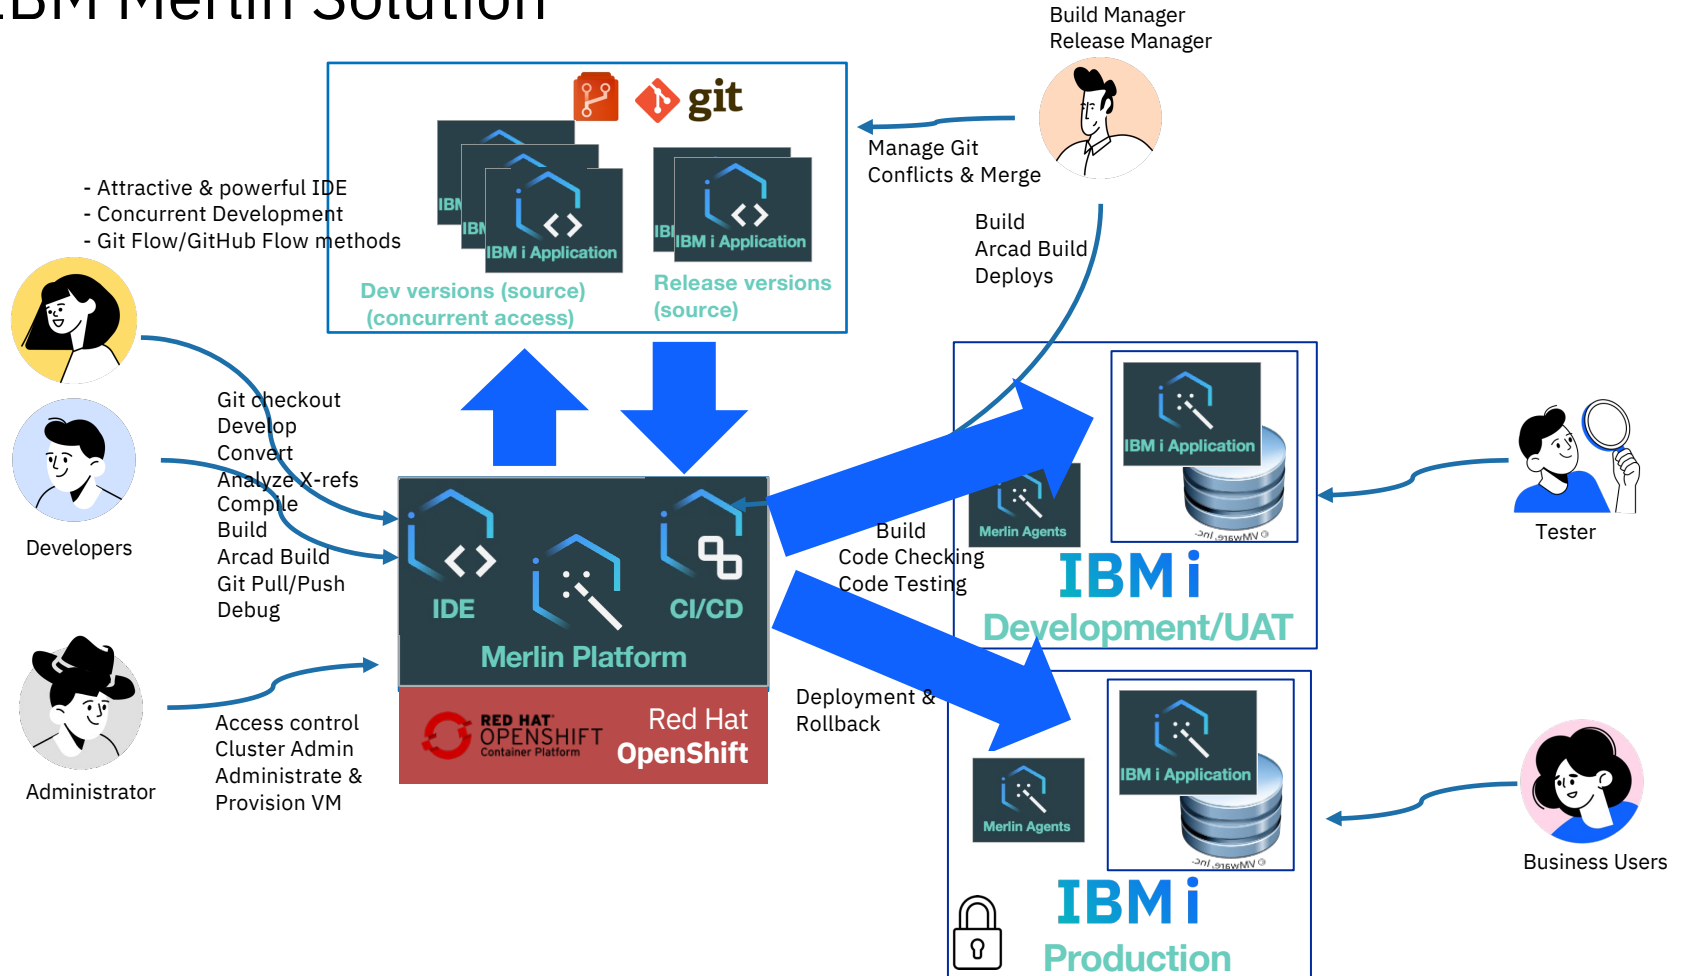 IBM Merlin Solution
Build Manager
Release Manager
git
Manage Git
Conflicts & Merge
- Attractive & powerful IDE
- Concurrent Development
- Git Flow/GitHub Flow methods
IBM i Application
IBM i Application
Dev versions (source)
(concurrent access)
Release versions
(source)
Build
Arcad Build
Deploys
Git checkout
Develop
Convert
Analyze X-refs
Compile
Build
Arcad Build
Git Pull/Push
Debug
Developers
IDE
CI/CD
Merlin Platform
RED HAT
OPENSHIFT
Container Platform
Red Hat
OpenShift
Build
Code Checking
Code Testing
IBM i Application
Merlin Agents
© VMware, Inc.
IBM i
Development/UAT
Tester
Administrator
Access control
Cluster Admin
Administrate &
Provision VM
Deployment &
Rollback
IBM i Application
Merlin Agents
© VMware, Inc.
IBM i
Production
Business Users